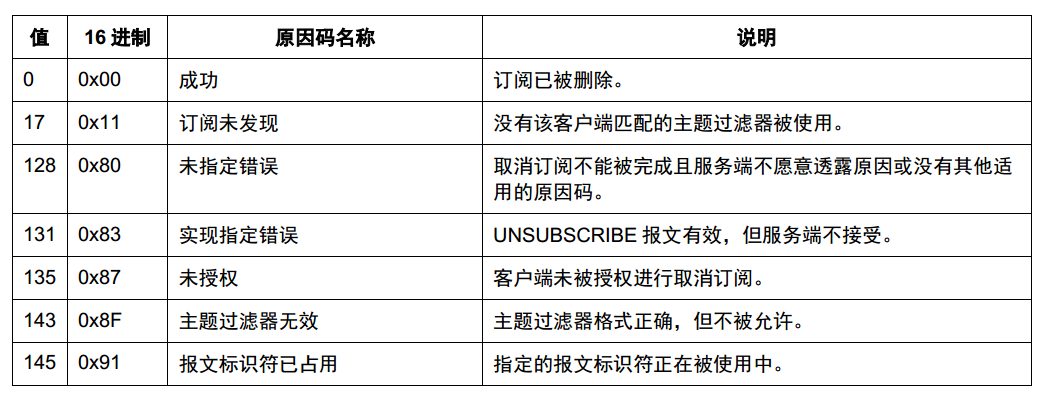 值 16 进制 原因码名称 说明
0 0x00 成功 订阅已被删除。
17 0x11 订阅未发现 没有该客户端匹配的主题过滤器被使用。
128 0x80 未指定错误 取消订阅不能被完成且服务端不愿意透露原因或没有其他适
用的原因码。
131 0x83 实现指定错误 UNSUBSCRIBE 报文有效，但服务端不接受。
135 0x87 未授权 客户端未被授权进行取消订阅。
143 0x8F 主题过滤器无效 主题过滤器格式正确，但不被允许。
145 0x91 报文标识符已占用 指定的报文标识符正在被使用中。